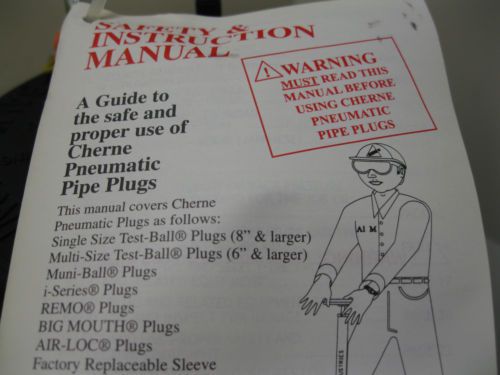 SAFETY &
INSTRUCTION
MANUAL
WARNING
MUST READ THIS
MANUAL BEFORE
USING CHERNE
PNEUMATIC
PIPE PLUGS
A Guide to
the safe and
proper use of
Cherne
Pneumatic
Pipe Plugs
This manual covers Cherne
Pneumatic Plugs as follows:
Single Size Test-Ball® Plugs (8” & larger)
Multi-Size Test-Ball® Plugs (6” & larger)
Muni-Ball® Plugs
i-Series® Plugs
REMO® Plugs
BIG MOUTH® Plugs
AIR-LOC® Plugs
Factory Replaceable Sleeve
Al M